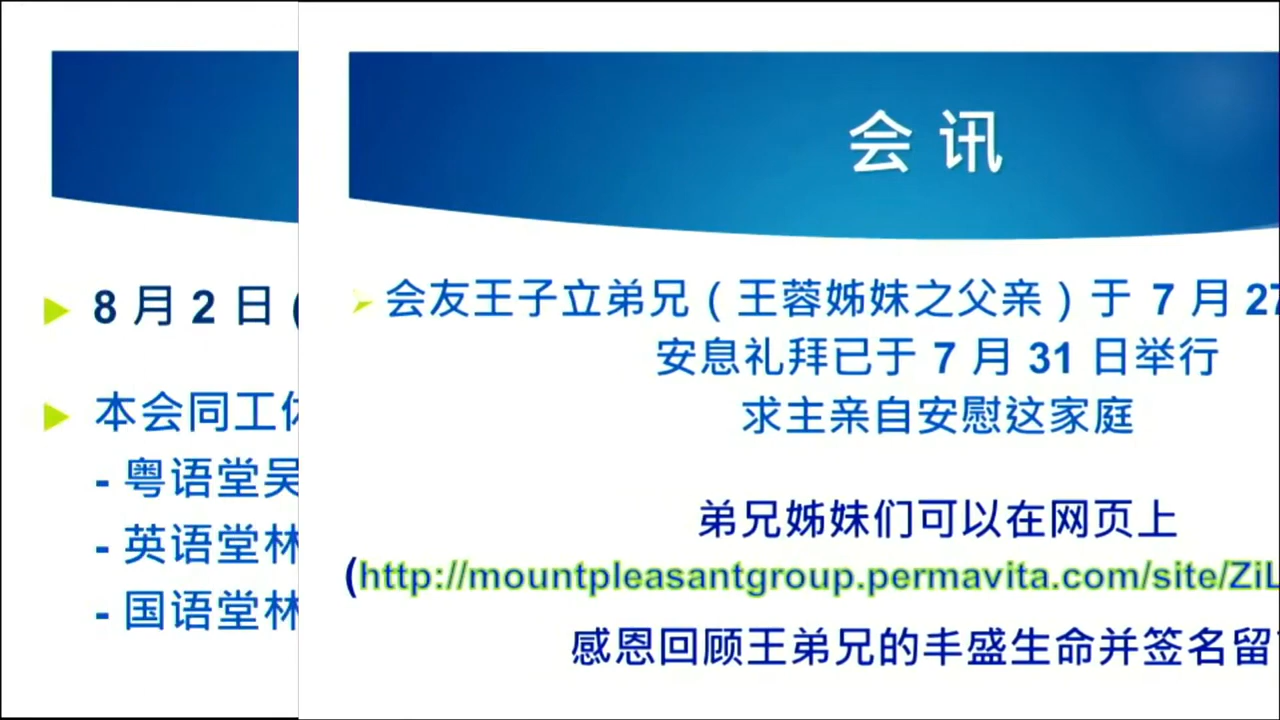 会讯
8月2日(
本会同工
- 粤语堂吴
- 英语堂林
- 国语堂林
会友王子立弟兄(王蓉姊妹之父亲)于 7月27
安息礼拜已于 7月31 日举行
求主亲自安慰这家庭
弟兄姊妹们可以在网页上
(http://mountpleasantgroup.permavita.com/site/ZiL
感恩回顾王弟兄的丰盛生命并签名留